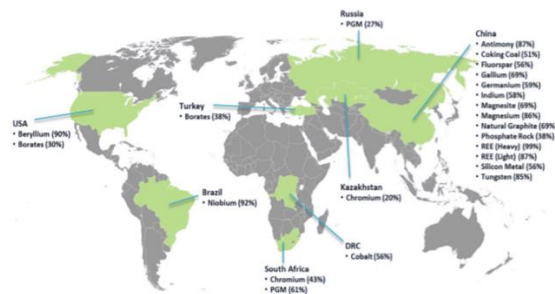 Russia
• PGM (27%)
China
• Antimony (87%)
• Coking Coal (51%)
• Fluorspar (56%)
• Gallium (69%)
• Germanium (59%)
• Indium (58%)
• Magnesite (69%)
• Magnesium (86%)
• Natural Graphite (69%)
• Phosphate Rock (38%)
• REE (Heavy) (99%)
• REE (Light) (87%)
• Silicon Metal (56%)
• Tungsten (85%)
USA
• Beryllium (90%)
• Borates (30%)
Turkey
• Borates (38%)
Brazil
• Niobium (92%)
Kazakhstan
• Chromium (20%)
DRC
• Cobalt (56%)
South Africa
• Chromium (43%)
• PGM (61%)